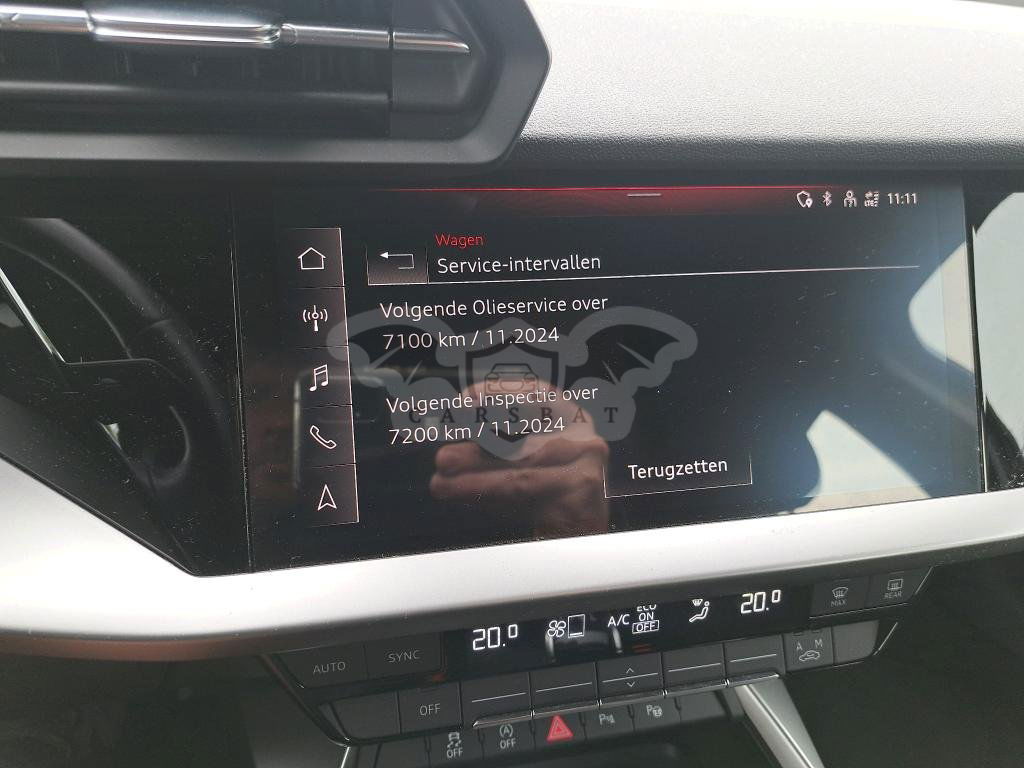 11:11
Wagen
Service-intervallen
Volgende Olieservice over
7100 km / 11.2024
Volgende Inspectie over
CARSBAT
7200 km / 11.2024
Terugzetten
20.0
A/C
ECO
ON
OFF
20.0
MAX
REAR
AUTO
SYNC
A M
OFF
OFF
A
OFF
P
P